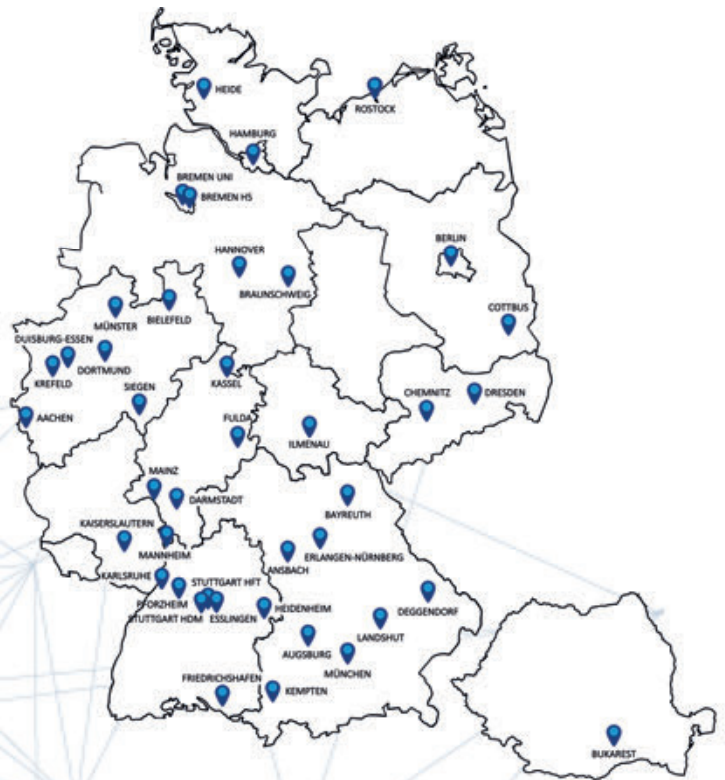 HEIDE
ROSTOCK
HAMBURG
BREMEN UNI
BREMEN HS
BERLIN
HANNOVER
BRAUNSCHWEIG
MÜNSTER
BIELEFELD
COTTBUS
DUISBURG-ESSEN
KREFELD
DORTMUND
KASSEL
SIEGEN
CHEMNITZ
DRESDEN
AACHEN
FULDA
ILMENAU
MAINZ
DARMSTADT
BAYREUTH
KAISERSLAUTERN
MANNHEIM
ERLANGEN-NÜRNBERG
ANSBACH
KARLSRUHE
STUTTGART HFT
PFORZHEIM
STUTTGART HDM
ESSLINGEN
HEIDENHEIM
DEGGENDORF
LANDSHUT
AUGSBURG
MÜNCHEN
FRIEDRICHSHAFEN
KEMPTEN
BUKAREST